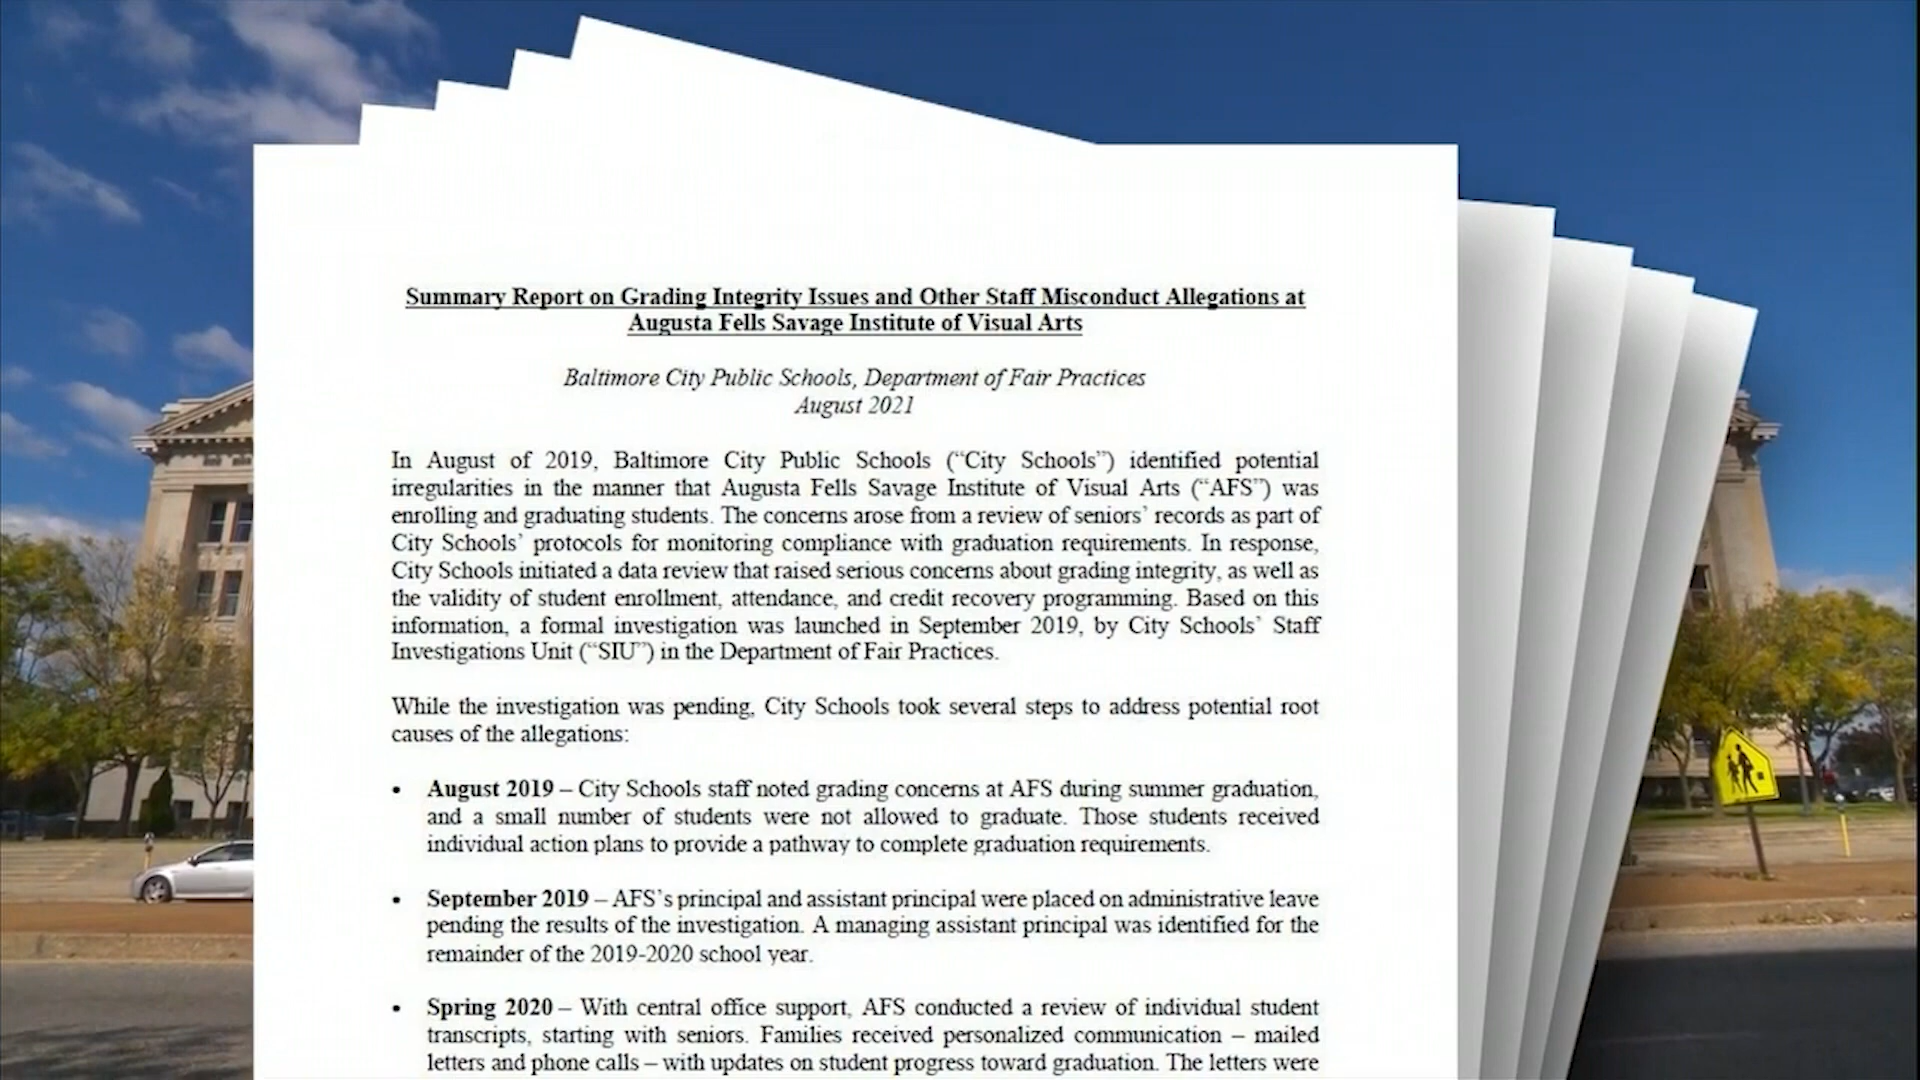 Summary Report on Grading Integrity Issues and Other Staff Misconduct Allegations at
Augusta Fells Savage Institute of Visual Arts
Baltimore City Public Schools, Department of Fair Practices
August 2021
In August of 2019, Baltimore City Public Schools (“City Schools”) identified potential
irregularities in the manner that Augusta Fells Savage Institute of Visual Arts (“AFS”) was
enrolling and graduating students. The concerns arose from a review of seniors’ records as part of
City Schools’ protocols for monitoring compliance with graduation requirements. In response,
City Schools initiated a data review that raised serious concerns about grading integrity, as well as
the validity of student enrollment, attendance, and credit recovery programming. Based on this
information, a formal investigation was launched in September 2019, by City Schools’ Staff
Investigations Unit (“SIU”) in the Department of Fair Practices.
While the investigation was pending, City Schools took several steps to address potential root
causes of the allegations:
• August 2019 – City Schools staff noted grading concerns at AFS during summer graduation,
and a small number of students were not allowed to graduate. Those students received
individual action plans to provide a pathway to complete graduation requirements.
• September 2019 – AFS’s principal and assistant principal were placed on administrative leave
pending the results of the investigation. A managing assistant principal was identified for the
remainder of the 2019-2020 school year.
• Spring 2020 – With central office support, AFS conducted a review of individual student
transcripts, starting with seniors. Families received personalized communication – mailed
letters and phone calls – with updates on student progress toward graduation. The letters were